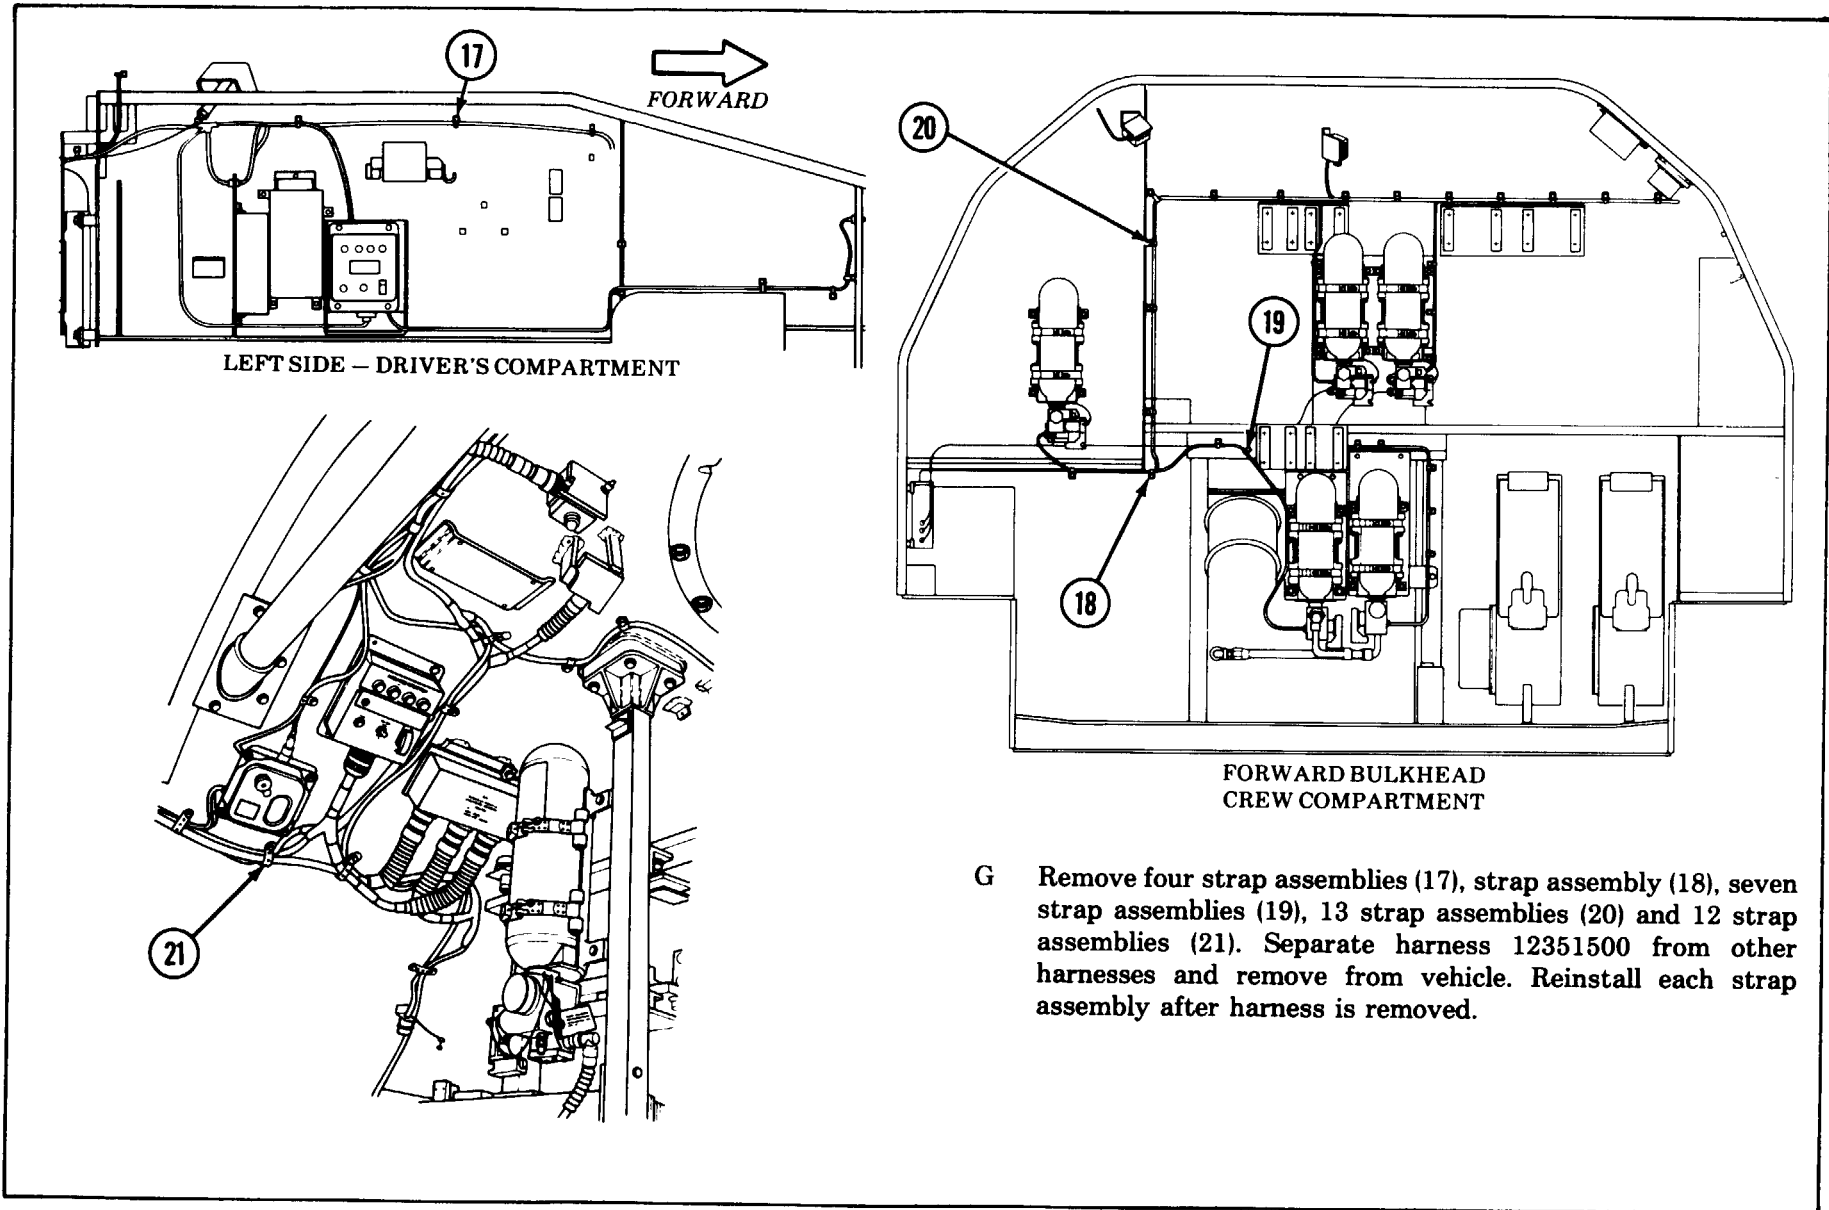 17
FORWARD
LEFT SIDE – DRIVER'S COMPARTMENT
20
19
18
FORWARD BULKHEAD
CREW COMPARTMENT
21
G Remove four strap assemblies (17), strap assembly (18), seven
strap assemblies (19), 13 strap assemblies (20) and 12 strap
assemblies (21). Separate harness 12351500 from other
harnesses and remove from vehicle. Reinstall each strap
assembly after harness is removed.